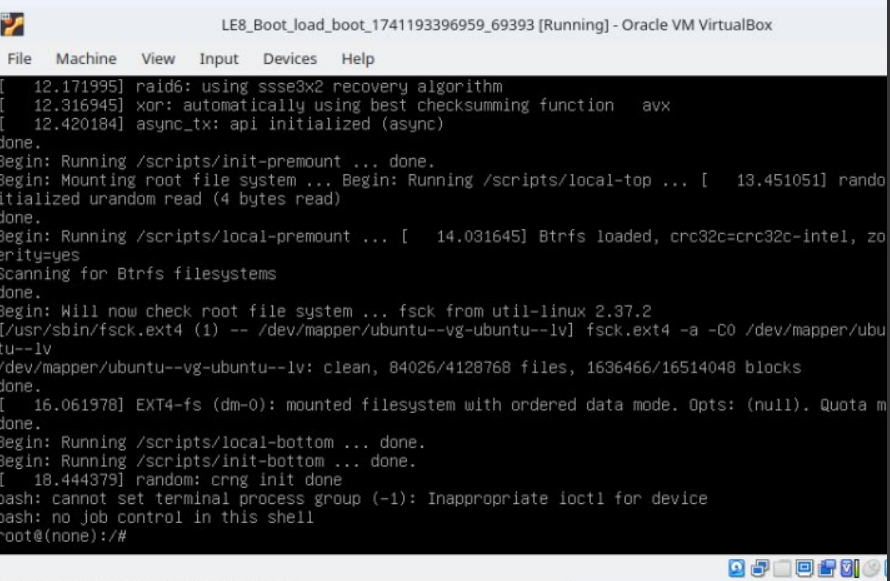 LE8_Boot_load_boot_1741193396959_69393 [Running] - Oracle VM VirtualBox
File Machine View Input Devices Help
[ 12.171995] raid6: using ssse3x2 recovery algorithm
[ 12.316945] xor: automatically using best checksumming function avx
[ 12.420184] async_tx: api initialized (async)
done.
Begin: Running /scripts/init-premount ... done.
Begin: Mounting root file system ... Begin: Running /scripts/local-top ... [ 13.451051] rando
itialized urandom read (4 bytes read)
done.
Begin: Running /scripts/local-premount ... [ 14.031645] Btrfs loaded, crc32c=crc32c-intel, zo
erity=yes
Scanning for Btrfs filesystems
done.
Begin: Will now check root file system ... fsck from util-linux 2.37.2
[/usr/sbin/fsck.ext4 (1) -- /dev/mapper/ubuntu--vg-ubuntu--lv] fsck.ext4 -a -C0 /dev/mapper/ubu
tu--lv
/dev/mapper/ubuntu--vg-ubuntu--lv: clean, 84026/4128768 files, 1636466/16514048 blocks
done.
[ 16.061978] EXT4-fs (dm-0): mounted filesystem with ordered data mode. Opts: (null). Quota m
done.
Begin: Running /scripts/local-bottom ... done.
Begin: Running /scripts/init-bottom ... done.
[ 18.444379] random: crng init done
bash: cannot set terminal process group (-1): Inappropriate ioctl for device
bash: no job control in this shell
root@(none):/#